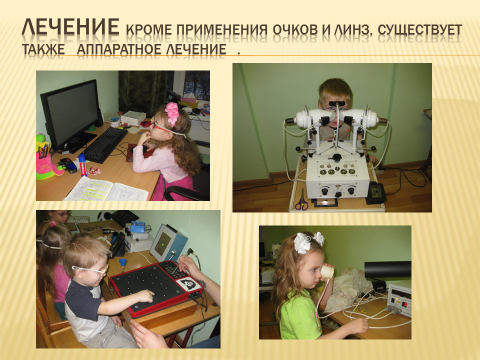 ЛЕЧЕНИЕ КРОМЕ ПРИМЕНЕНИЯ ОЧКОВ И ЛИНЗ, СУЩЕСТВУЕТ
ТАКЖЕ АППАРАТНОЕ ЛЕЧЕНИЕ .